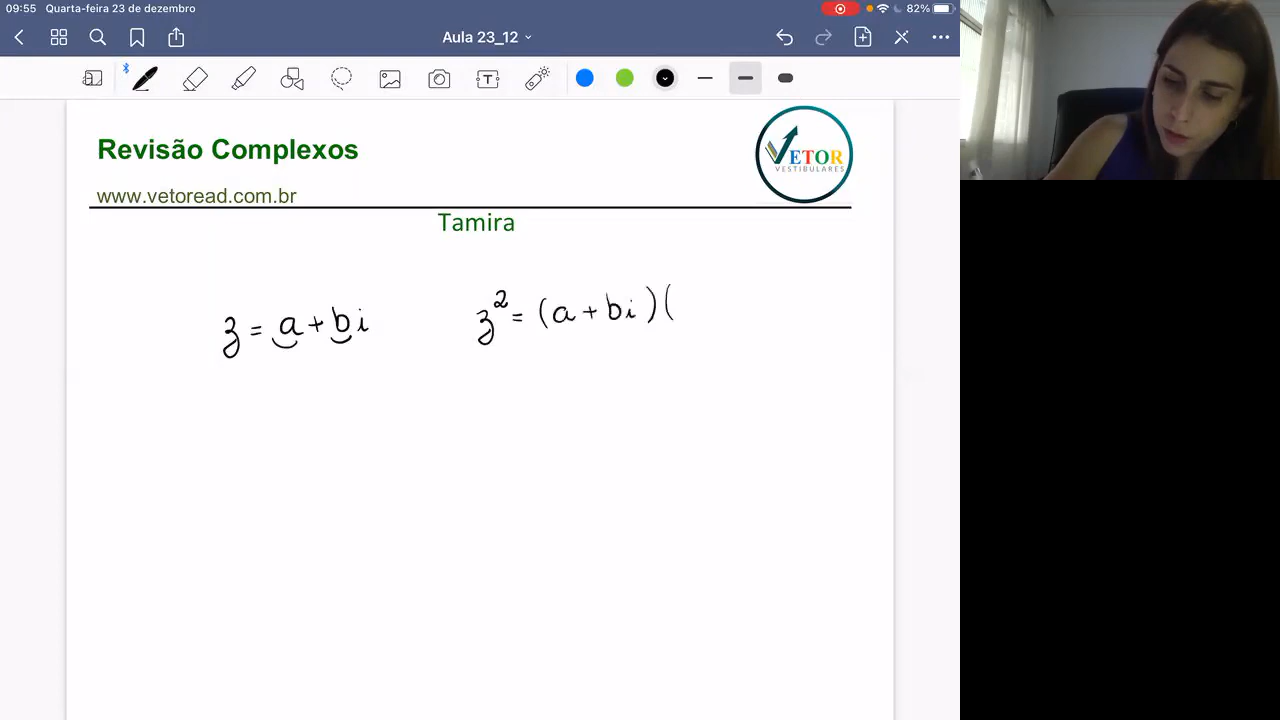 09:55 Quarta-feira 23 de dezembro 82%
Aula 23_12
T
Revisão Complexos
VETOR
VESTIBULARES
www.vetoread.com.br
Tamira
z = a + bi
z² = (a + bi)(